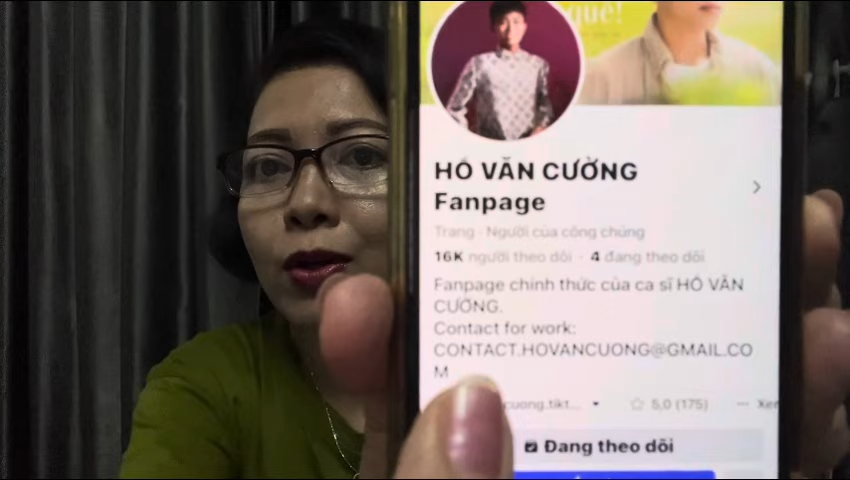 quê!
HỒ VĂN CƯỜNG
Fanpage
Trang · Người của công chúng
16K người theo dõi · 4 đang theo dõi
Fanpage chính thức của ca sĩ HỒ VĂN
CƯỜNG.
Contact for work:
CONTACT.HOVANCUONG@GMAIL.CO
M
cuong.tikt... 5,0 (175)
Đang theo dõi